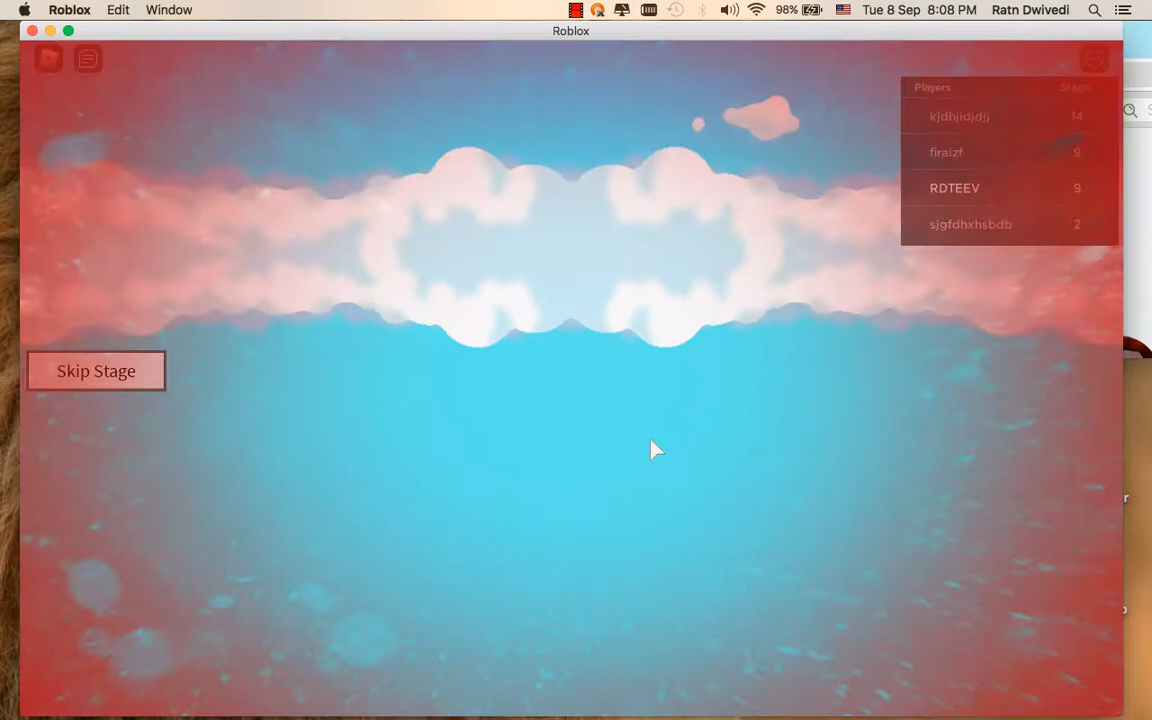 Roblox Edit Window 98% Tue 8 Sep 8:08 PM Ratn Dwivedi
Roblox
Players Stage
kjdhjidjdjj 14
firaizf 9
RDTEEV 9
sjgfdhxhsbdb 2
Skip Stage